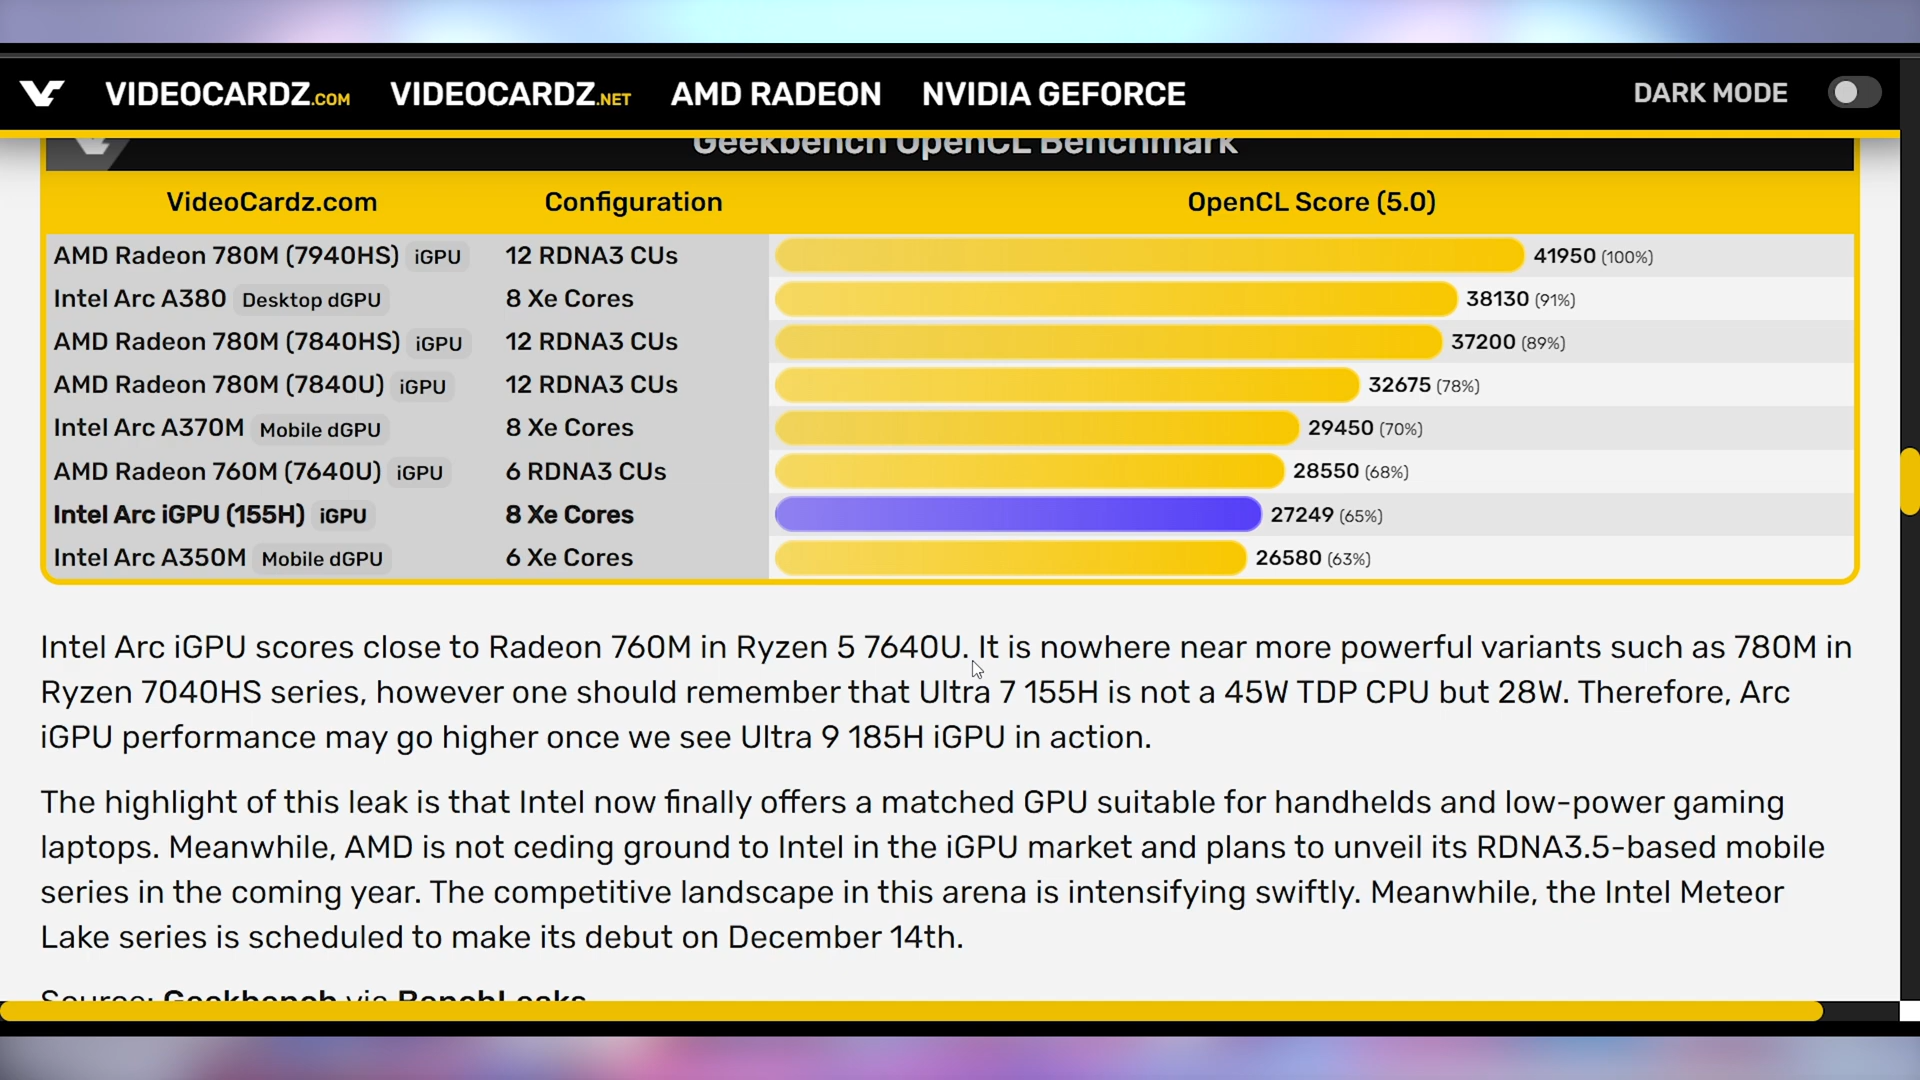 VIDEOCARDZ.COM VIDEOCARDZ.NET AMD RADEON NVIDIA GEFORCE DARK MODE
Geekbench OpenCL Benchmark
VideoCardz.com Configuration OpenCL Score (5.0)
AMD Radeon 780M (7940HS) iGPU 12 RDNA3 CUs 41950 (100%)
Intel Arc A380 Desktop dGPU 8 Xe Cores 38130 (91%)
AMD Radeon 780M (7840HS) iGPU 12 RDNA3 CUs 37200 (89%)
AMD Radeon 780M (7840U) iGPU 12 RDNA3 CUs 32675 (78%)
Intel Arc A370M Mobile dGPU 8 Xe Cores 29450 (70%)
AMD Radeon 760M (7640U) iGPU 6 RDNA3 CUs 28550 (68%)
Intel Arc iGPU (155H) iGPU 8 Xe Cores 27249 (65%)
Intel Arc A350M Mobile dGPU 6 Xe Cores 26580 (63%)
Intel Arc iGPU scores close to Radeon 760M in Ryzen 5 7640U. It is nowhere near more powerful variants such as 780M in
Ryzen 7040HS series, however one should remember that Ultra 7 155H is not a 45W TDP CPU but 28W. Therefore, Arc
iGPU performance may go higher once we see Ultra 9 185H iGPU in action.
The highlight of this leak is that Intel now finally offers a matched GPU suitable for handhelds and low-power gaming
laptops. Meanwhile, AMD is not ceding ground to Intel in the iGPU market and plans to unveil its RDNA3.5-based mobile
series in the coming year. The competitive landscape in this arena is intensifying swiftly. Meanwhile, the Intel Meteor
Lake series is scheduled to make its debut on December 14th.
Source: Geekbench via BenchLeaks